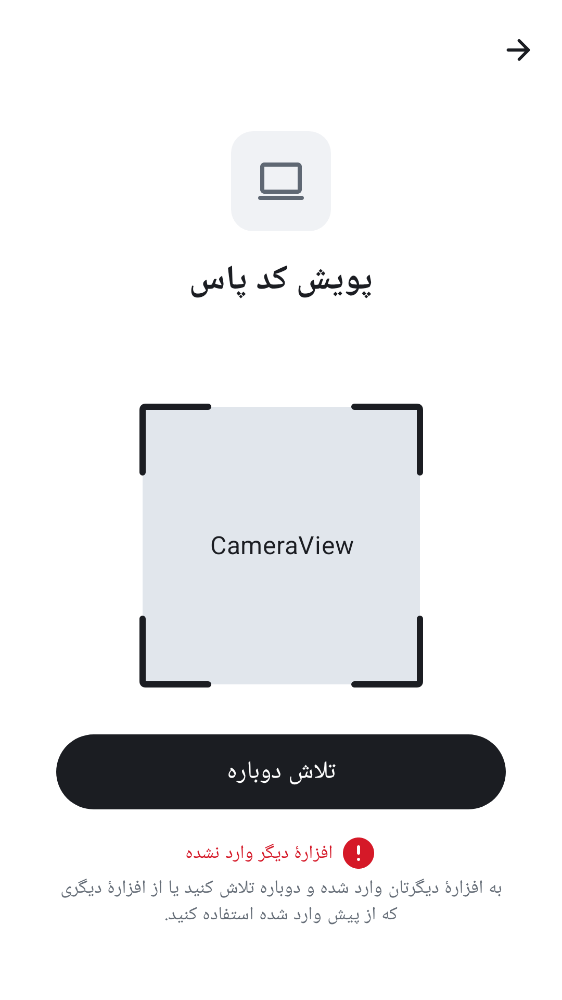 پویش کد پاس
CameraView
تلاش دوباره
افزارهٔ دیگر وارد نشده
به افزارهٔ دیگرتان وارد شده و دوباره تلاش کنید یا از افزارهٔ دیگری
که از پیش وارد شده استفاده کنید.